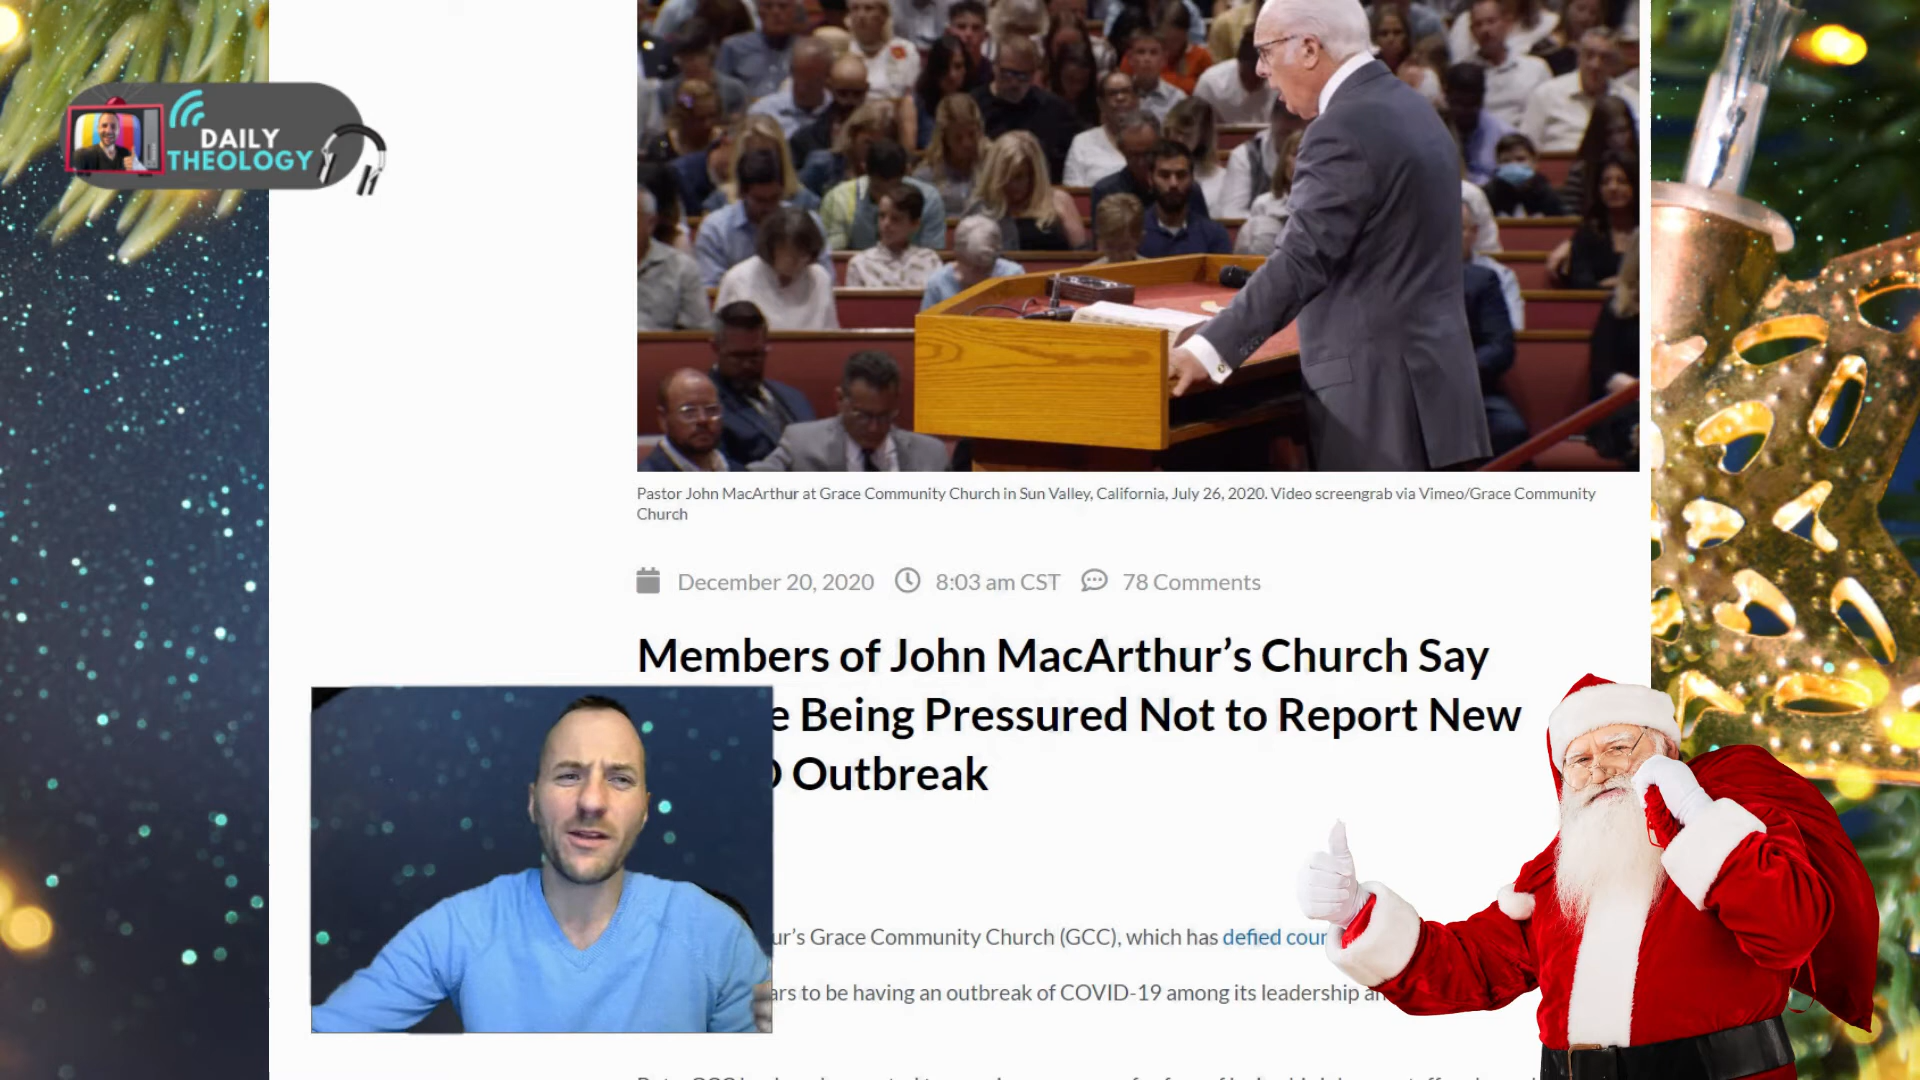 DAILY
THEOLOGY
Pastor John MacArthur at Grace Community Church in Sun Valley, California, July 26, 2020. Video screengrab via Vimeo/Grace Community
Church
December 20, 2020 8:03 am CST 78 Comments
Members of John MacArthur’s Church Say
Being Pressured Not to Report New
Outbreak
Grace Community Church (GCC), which has defied
to be having an outbreak of COVID-19 among its leadership